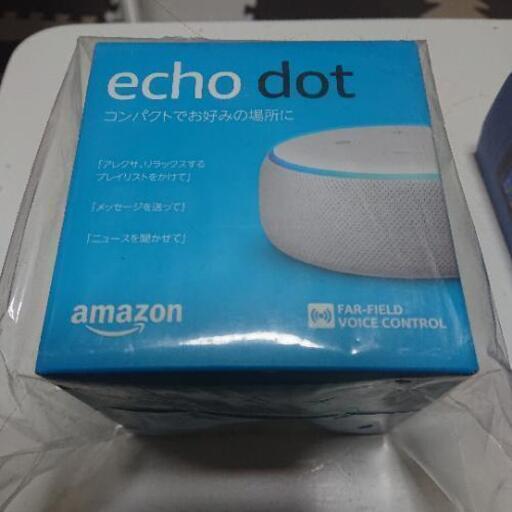 echo dot
コンパクトでお好みの場所に
「アレクサ、リラックスする
プレイリストをかけて」
「メッセージを送って」
「ニュースを聞かせて」
amazon
FAR-FIELD
VOICE CONTROL